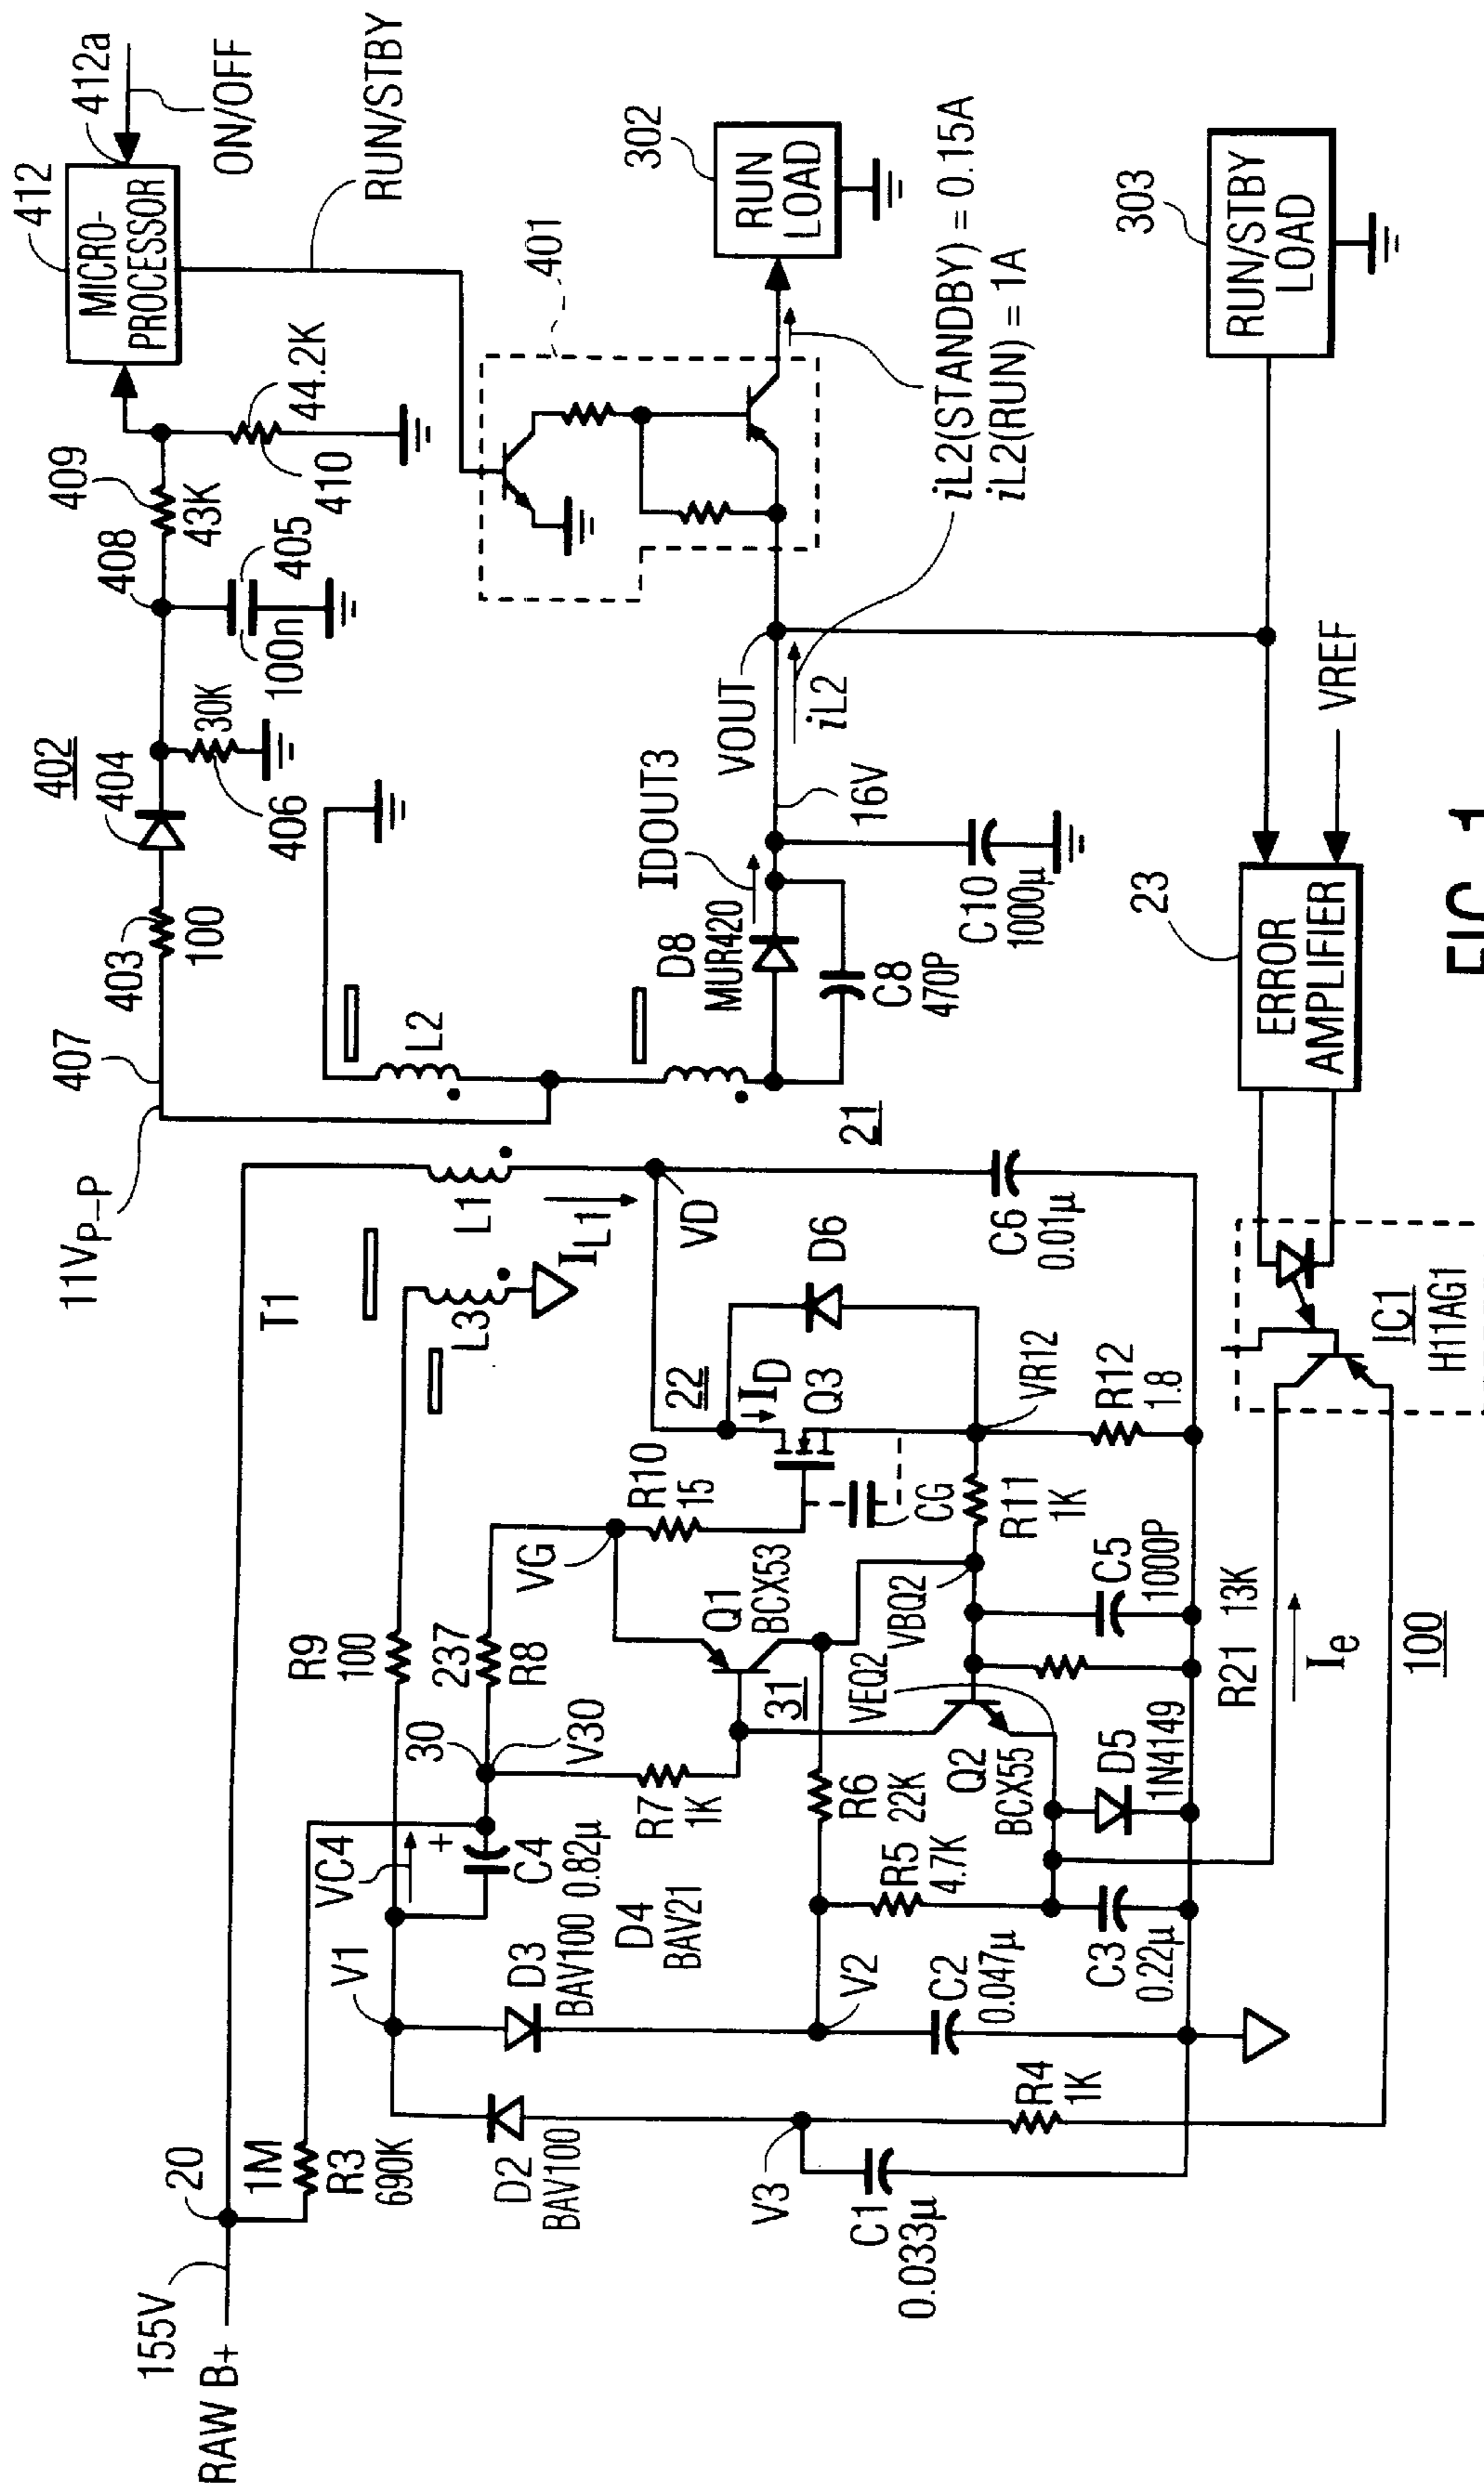 RAW B+
155V
20
1M
R3
690K
VC4
+
C4
0.82µ
V1
D2
BAV100
D3
BAV100
D4
BAV21
V3
C1
0.033µ
R4
1K
V2
C2
0.047µ
C3
0.22µ
R5
4.7K
R6
22K
R7
1K
30
V30
237
R8
R9
100
31
Q1
BCX53
Q2
BCX55
VEQ2
VBQ2
D5
1N4149
R21 13K
Ie
100
C5
1000P
R11
1K
CG
VG
R10
15
22
ID
Q3
D6
VR12
R12
1.8
T1
L3
L1
IL1
VD
C6
0.01µ
21
IC1
H11AG1
11VP-P
407
L2
403
100
402
404
406
30K
408
100n
405
409
43K
410
44.2K
412
MICRO-
PROCESSOR
412a
ON/OFF
RUN/STBY
401
D8
MUR420
C8
470P
IDOUT3
C10
1000µ
16V
VOUT
iL2
iL2(STANDBY) = 0.15A
iL2(RUN) = 1A
302
RUN
LOAD
303
RUN/STBY
LOAD
23
ERROR
AMPLIFIER
VREF
FIG. 1